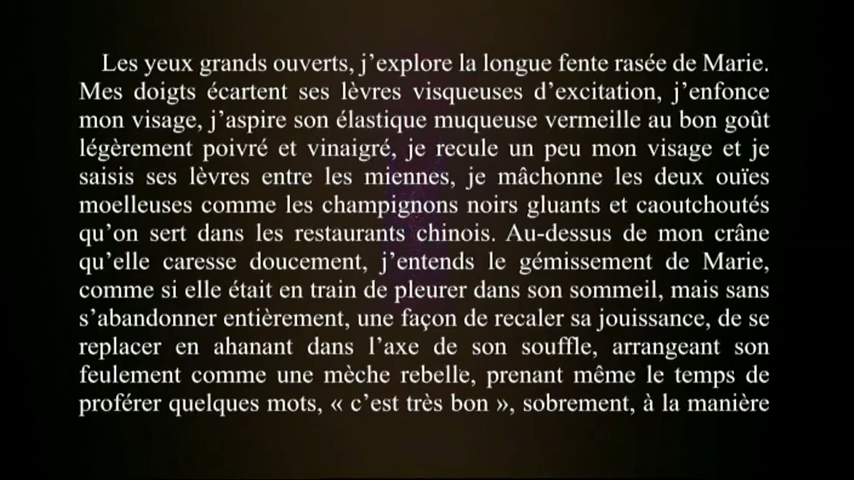 Les yeux grands ouverts, j’explore la longue fente rasée de Marie.
Mes doigts écartent ses lèvres visqueuses d’excitation, j’enfonce
mon visage, j’aspire son élastique muqueuse vermeille au bon goût
légèrement poivré et vinaigré, je recule un peu mon visage et je
saisis ses lèvres entre les miennes, je mâchonne les deux ouïes
moelleuses comme les champignons noirs gluants et caoutchoutés
qu’on sert dans les restaurants chinois. Au-dessus de mon crâne
qu’elle caresse doucement, j’entends le gémissement de Marie,
comme si elle était en train de pleurer dans son sommeil, mais sans
s’abandonner entièrement, une façon de recaler sa jouissance, de se
replacer en ahanant dans l’axe de son souffle, arrangeant son
feulement comme une mèche rebelle, prenant même le temps de
proférer quelques mots, « c’est très bon », sobrement, à la manière